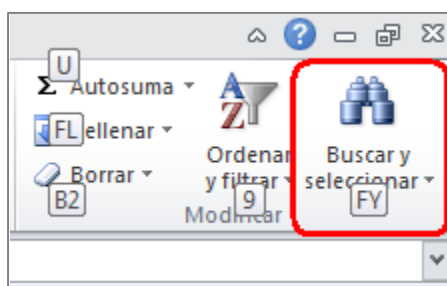 ?
U
Σ Autosuma
FL ellenar
B2 Borrar
A
Z
Ordenar
y filtrar
9
Buscar y
seleccionar
FY
Modificar